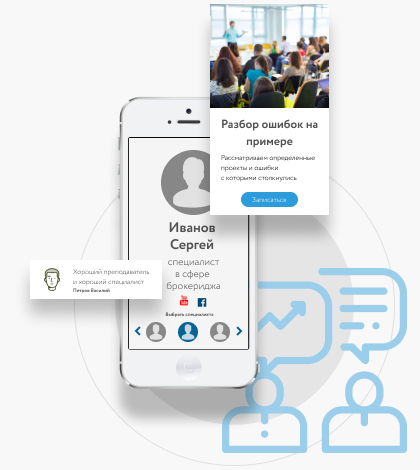 Разбор ошибок на
примере
Рассматриваем определенные
проекты и ошибки
с которыми столкнулись
Записаться
Иванов
Сергей
специалист
в сфере
брокериджа
You
Tube
Выбрать специалиста
Хороший преподаватель
и хороший специалист
Петров Василий